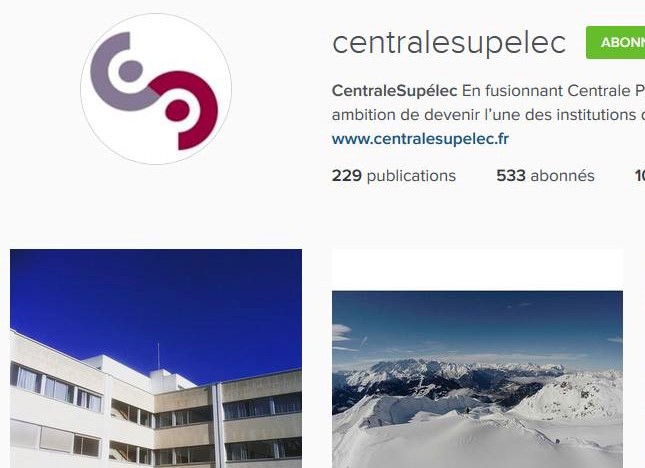 centralesupelec
ABONN
CentraleSupélec En fusionnant Centrale P
ambition de devenir l'une des institutions
www.centralesupelec.fr
229 publications 533 abonnés 10